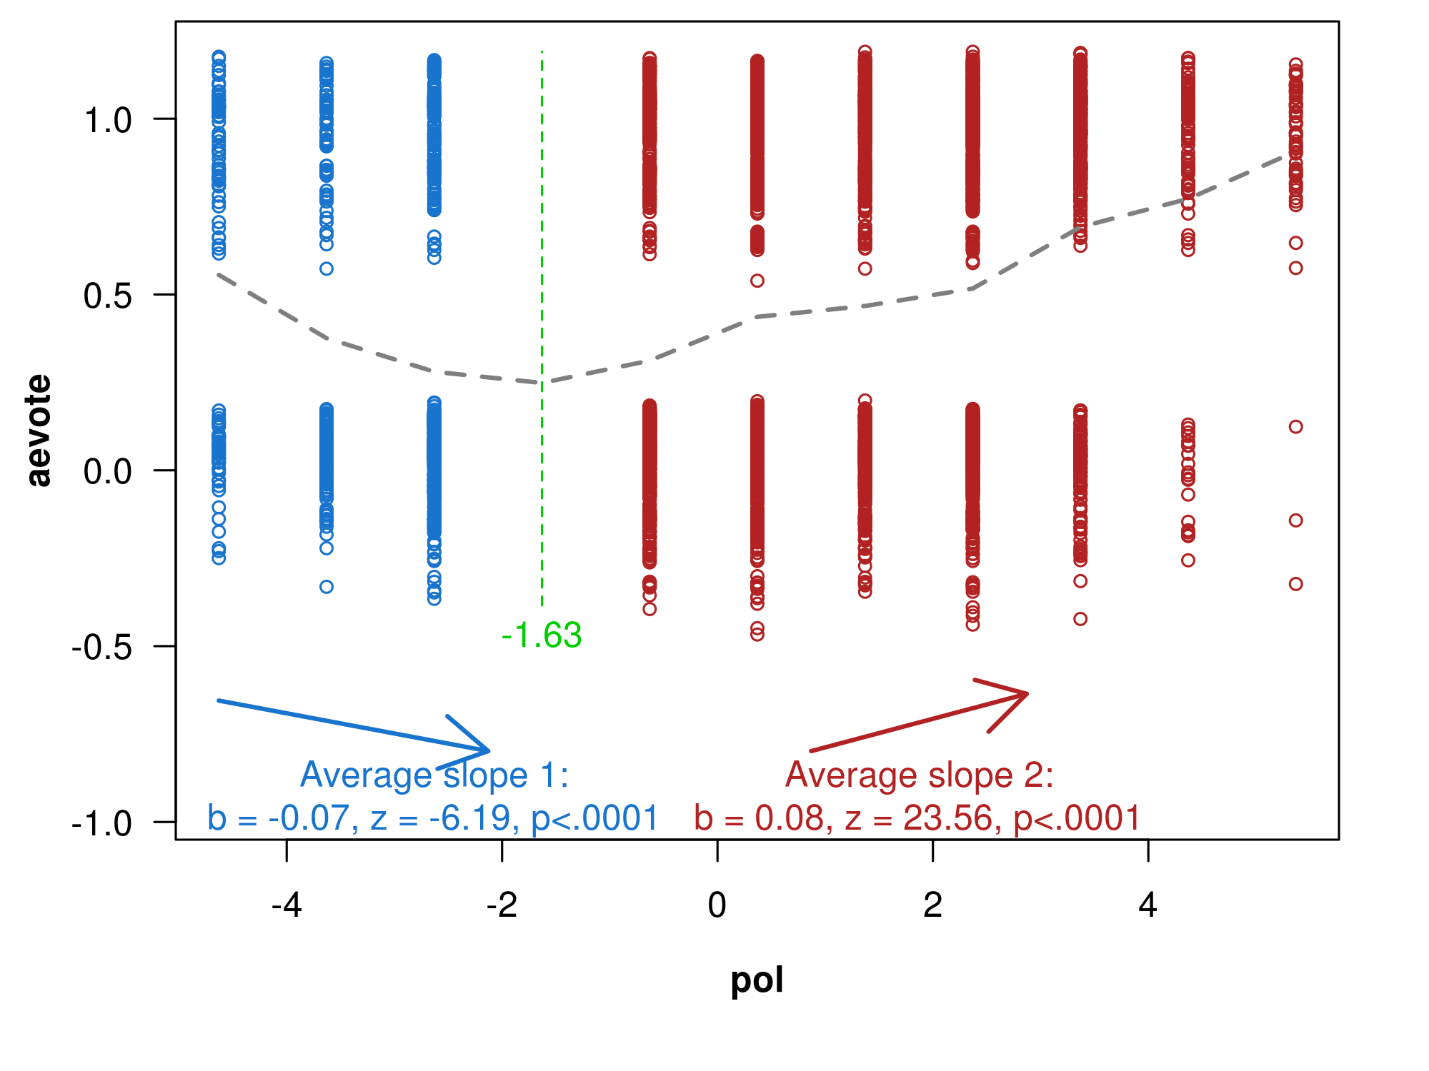 aevote
1.0
0.5
0.0
-0.5
-1.0
-1.63
Average slope 1:
b = -0.07, z = -6.19, p<.0001
Average slope 2:
b = 0.08, z = 23.56, p<.0001
-4
-2
0
2
4
pol